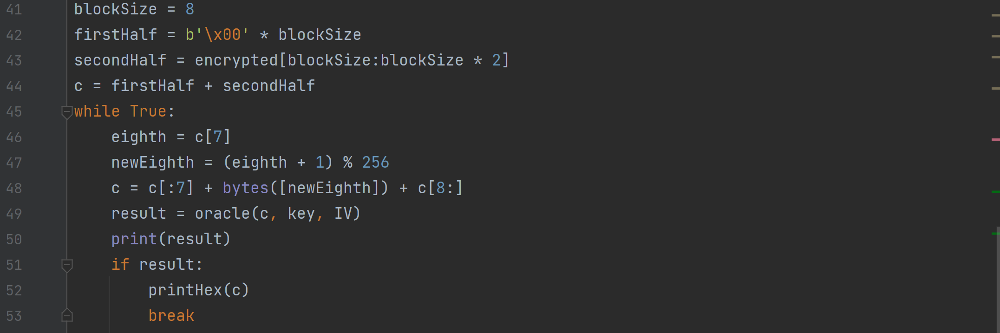 41 blockSize = 8
42 firstHalf = b'\x00' * blockSize
43 secondHalf = encrypted[blockSize:blockSize * 2]
44 c = firstHalf + secondHalf
45 while True:
46     eighth = c[7]
47     newEighth = (eighth + 1) % 256
48     c = c[:7] + bytes([newEighth]) + c[8:]
49     result = oracle(c, key, IV)
50     print(result)
51     if result:
52         printHex(c)
53         break